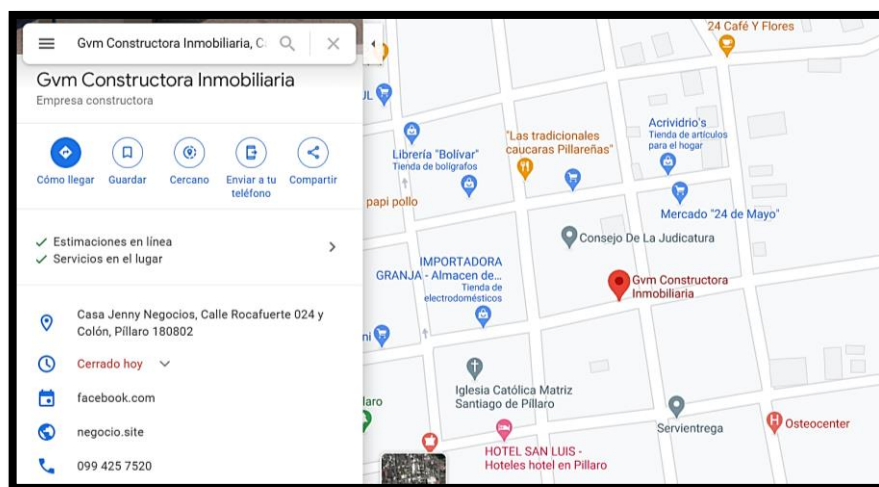 Gvm Constructora Inmobiliaria, C
Gvm Constructora Inmobiliaria
Empresa constructora
Cómo llegar
Guardar
Cercano
Enviar a tu
teléfono
Compartir
Estimaciones en línea
Servicios en el lugar
Casa Jenny Negocios, Calle Rocafuerte 024 y
Colón, Píllaro 180802
Cerrado hoy
facebook.com
negocio.site
099 425 7520
24 Café Y Flores
UL
Librería "Bolívar"
Tienda de bolígrafos
"Las tradicionales
caucaras Pillareñas"
Acrividrio's
Tienda de artículos
para el hogar
papi pollo
Mercado "24 de Mayo"
Consejo De La Judicatura
IMPORTADORA
GRANJA - Almacen de...
Tienda de
electrodomésticos
Gvm Constructora
Inmobiliaria
ni
Iglesia Católica Matriz
Santiago de Píllaro
laro
Servientrega
Osteocenter
HOTEL SAN LUIS -
Hoteles hotel en Pillaro